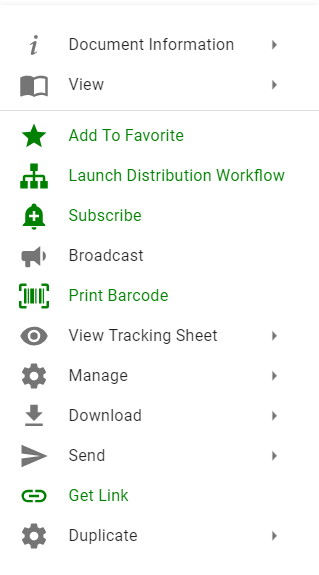 Document Information
View
Add To Favorite
Launch Distribution Workflow
Subscribe
Broadcast
Print Barcode
View Tracking Sheet
Manage
Download
Send
Get Link
Duplicate